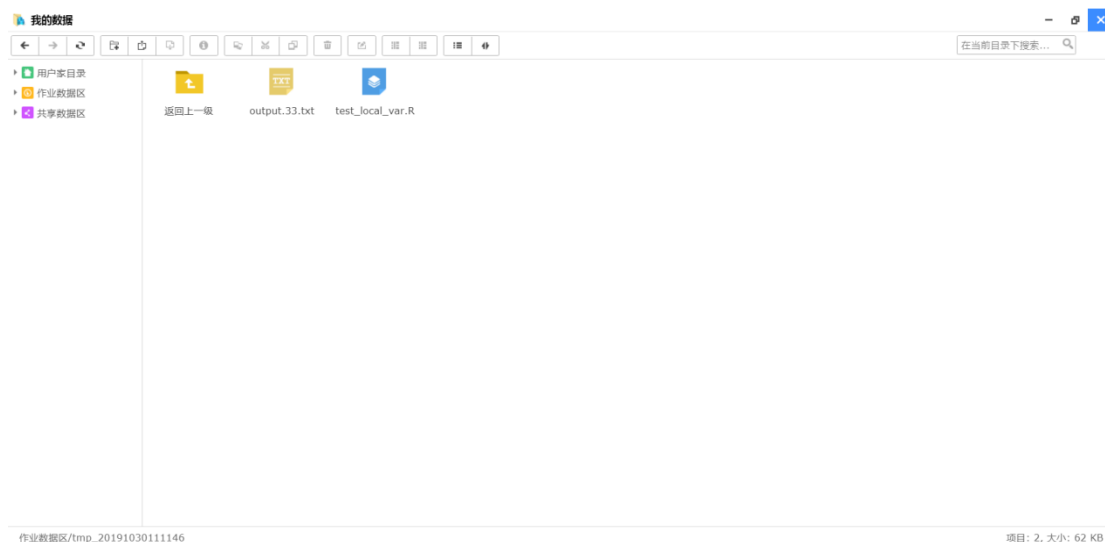 我的数据
在当前目录下搜索...
用户家目录
作业数据区
共享数据区
返回上一级
TXT
output.33.txt
test_local_var.R
作业数据区/tmp_20191030111146
项目: 2, 大小: 62 KB